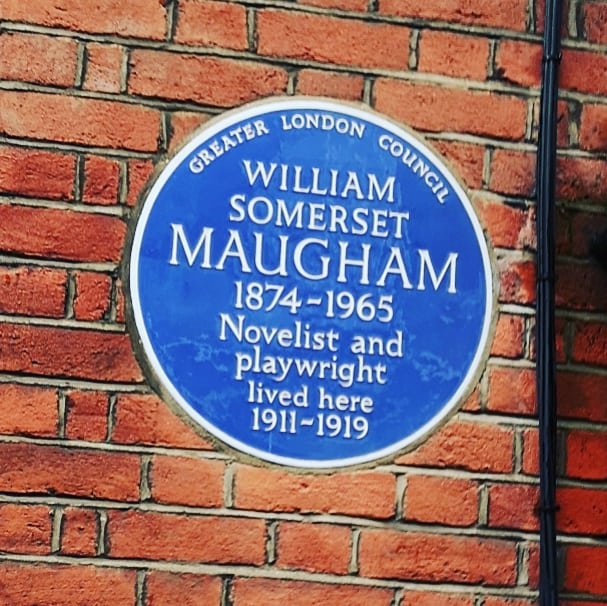 GREATER LONDON COUNCIL
WILLIAM
SOMERSET
MAUGHAM
1874-1965
Novelist and
playwright
lived here
1911-1919